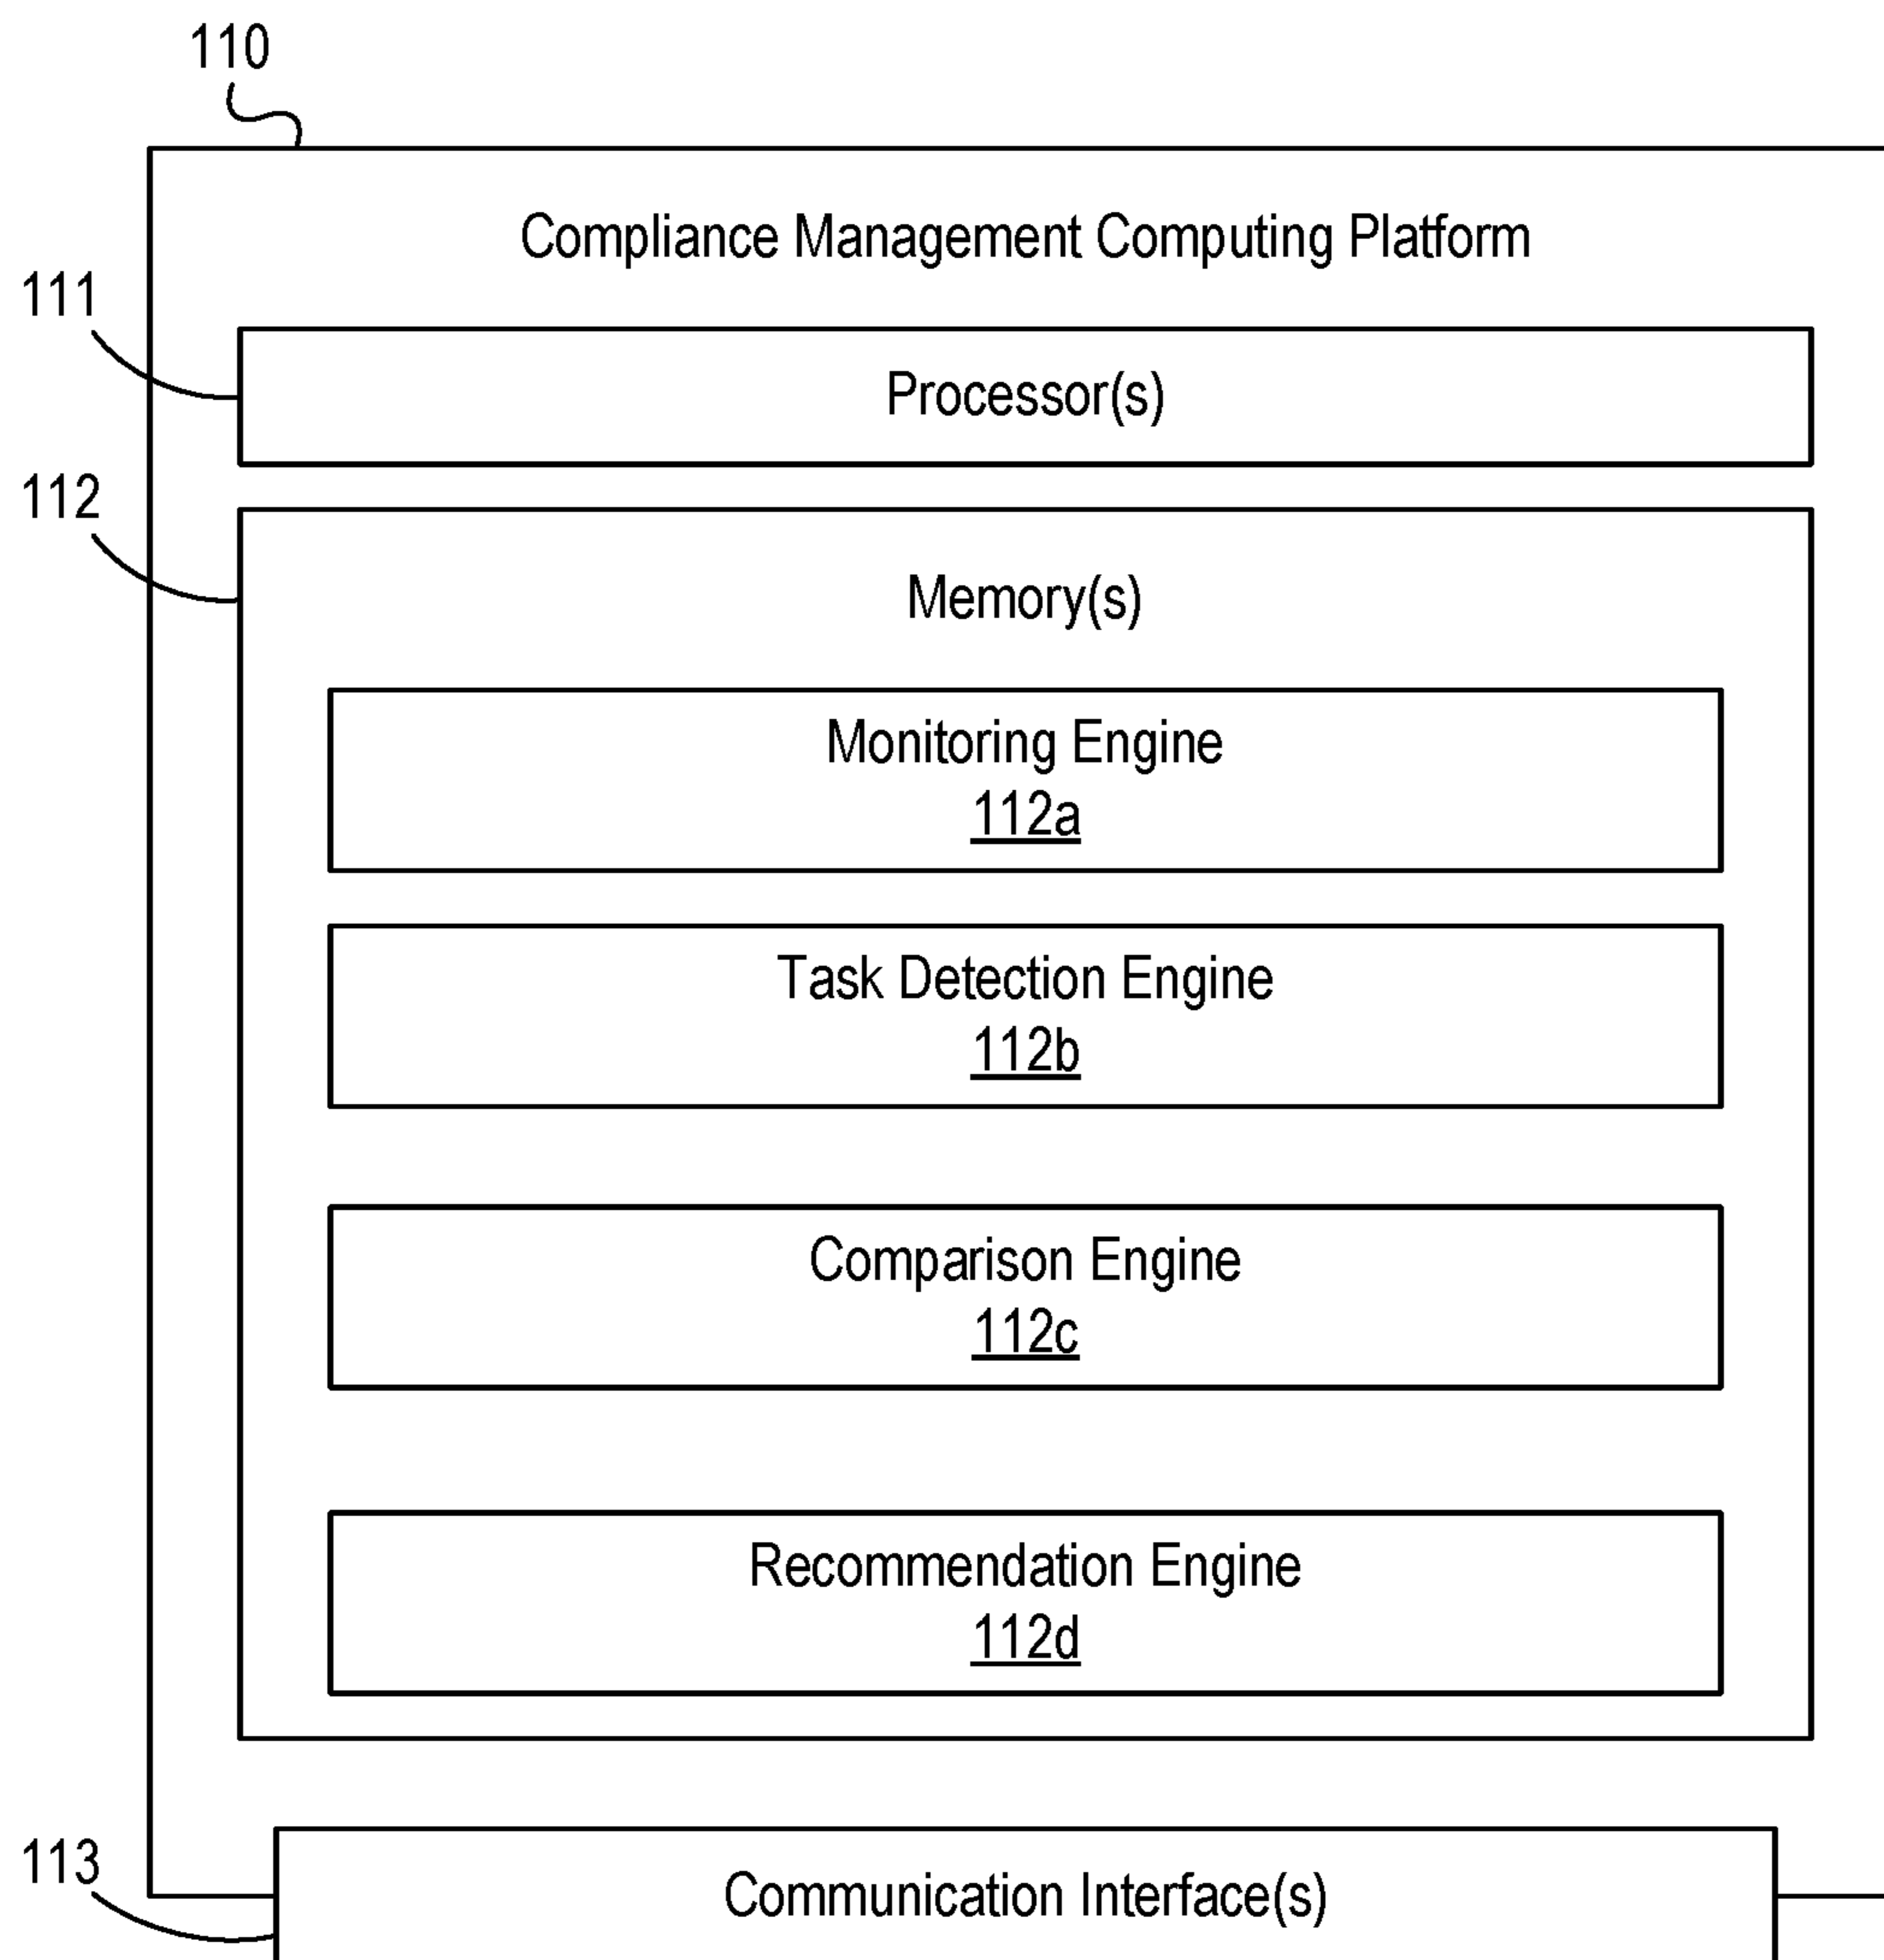 110
Compliance Management Computing Platform
111
Processor(s)
112
Memory(s)
Monitoring Engine
112a
Task Detection Engine
112b
Comparison Engine
112c
Recommendation Engine
112d
113
Communication Interface(s)